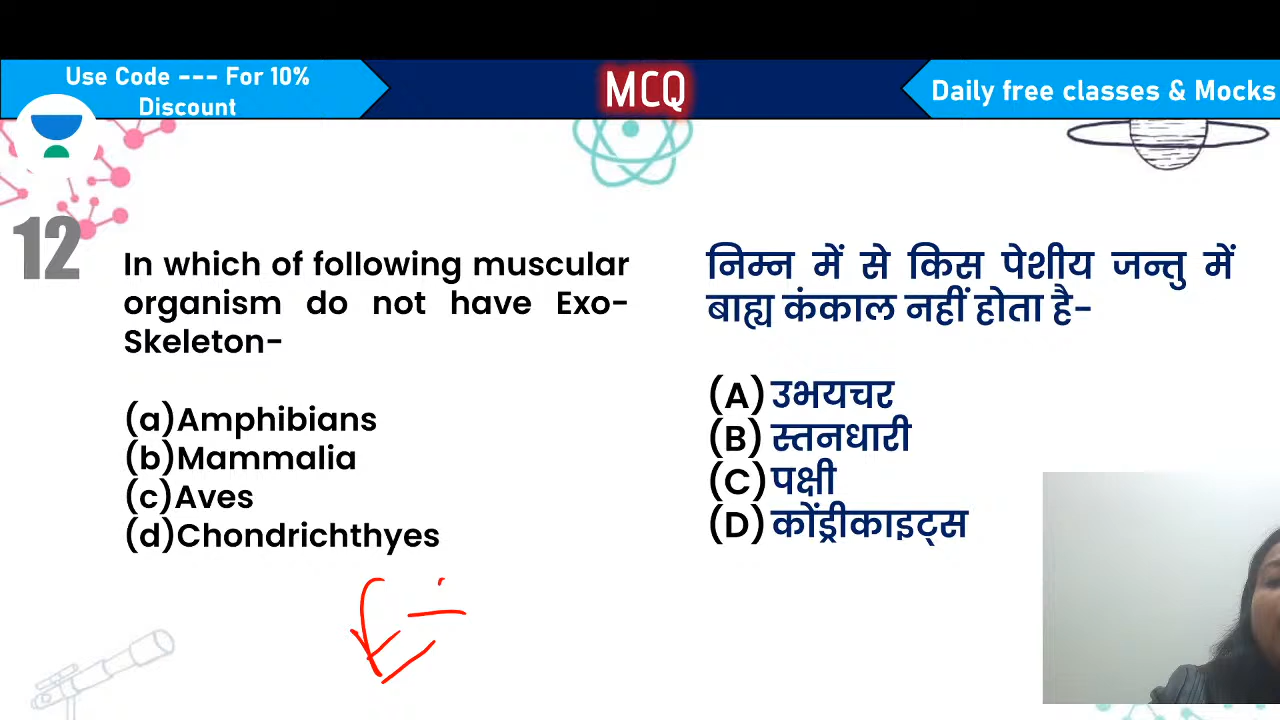 Use Code --- For 10%
Discount
MCQ
Daily free classes & Mocks
12
In which of following muscular
organism do not have Exo-
Skeleton-
(a)Amphibians
(b)Mammalia
(c)Aves
(d)Chondrichthyes
निम्न में से किस पेशीय जन्तु में
बाह्य कंकाल नहीं होता है-
(A) उभयचर
(B) स्तनधारी
(C) पक्षी
(D) कोंड्रीकाइट्स